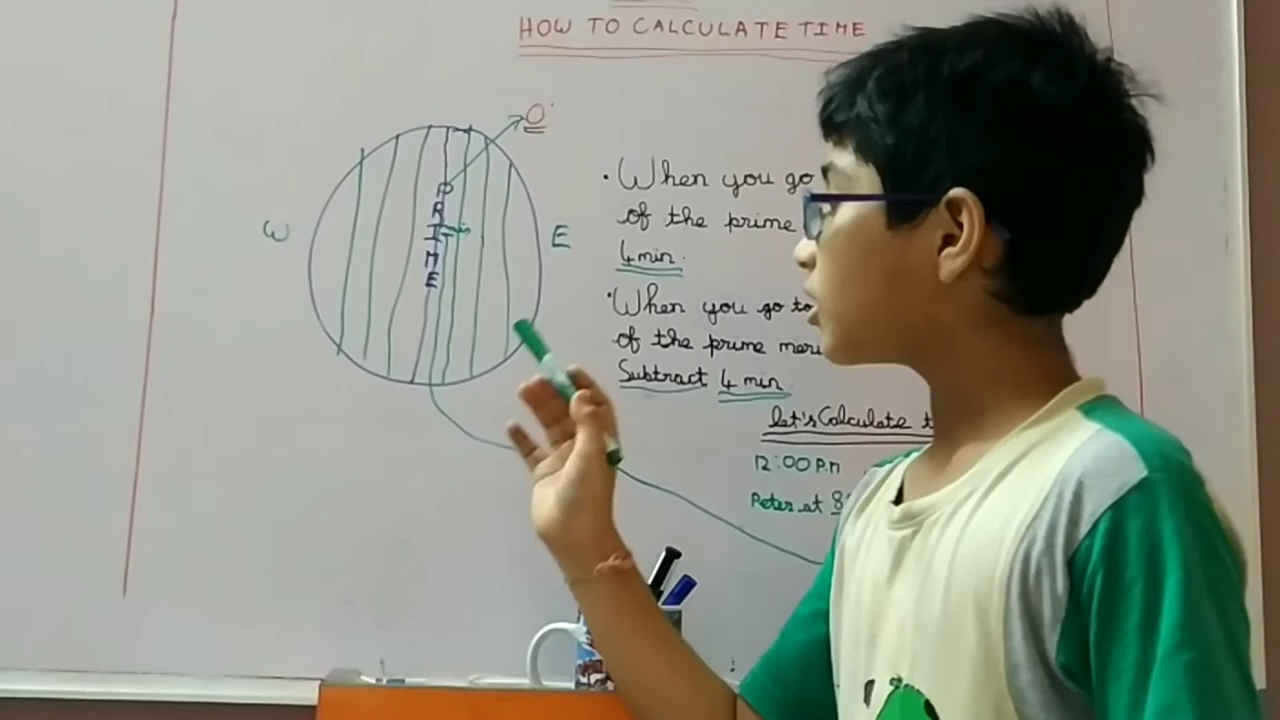 HOW TO CALCULATE TIME
0°
W
PRIME
E
• When you go
of the prime
4min.
• When you go to
of the prime meri
Subtract 4 min.
let's Calculate t
12:00 P.M
Peter at 8